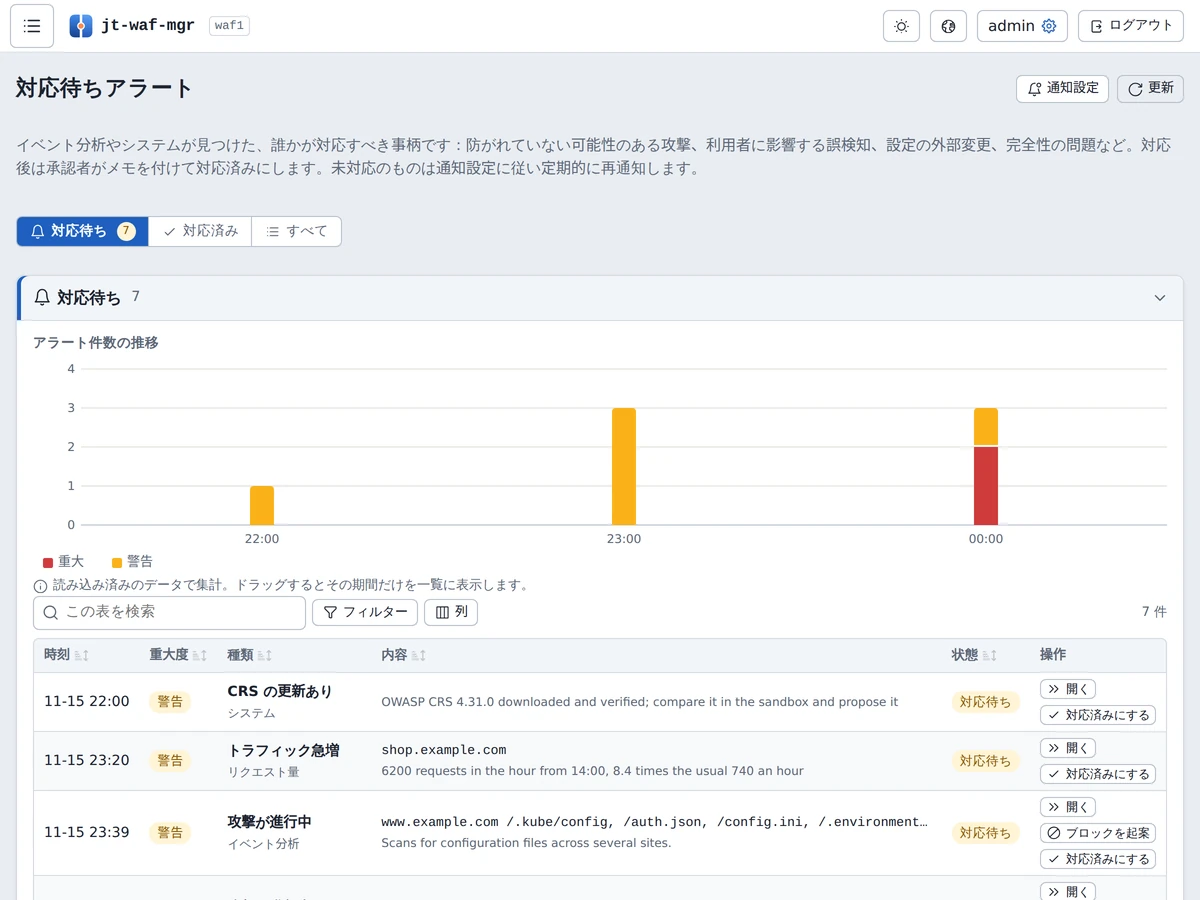 jt-waf-mgr
waf1
admin
ログアウト
対応待ちアラート
通知設定
更新
イベント分析やシステムが見つけた、誰かが対応すべき事柄です：防がれていない可能性のある攻撃、利用者に影響する誤検知、設定の外部変更、完全性の問題など。対応
後は承認者がメモを付けて対応済みにします。未対応のものは通知設定に従い定期的に再通知します。
対応待ち 7
対応済み
すべて
対応待ち 7
アラート件数の推移
4
3
2
1
0
22:00
23:00
00:00
重大
警告
読み込み済みのデータで集計。ドラッグするとその期間だけを一覧に表示します。
この表を検索
フィルター
列
7 件
時刻
重大度
種類
内容
状態
操作
11-15 22:00
警告
CRS の更新あり
システム
OWASP CRS 4.31.0 downloaded and verified; compare it in the sandbox and propose it
対応待ち
開く
対応済みにする
11-15 23:20
警告
トラフィック急増
リクエスト量
shop.example.com
6200 requests in the hour from 14:00, 8.4 times the usual 740 an hour
対応待ち
開く
対応済みにする
11-15 23:39
警告
攻撃が進行中
イベント分析
www.example.com /.kube/config, /auth.json, /config.ini, /.environment…
Scans for configuration files across several sites.
対応待ち
開く
ブロックを起案
対応済みにする
開く